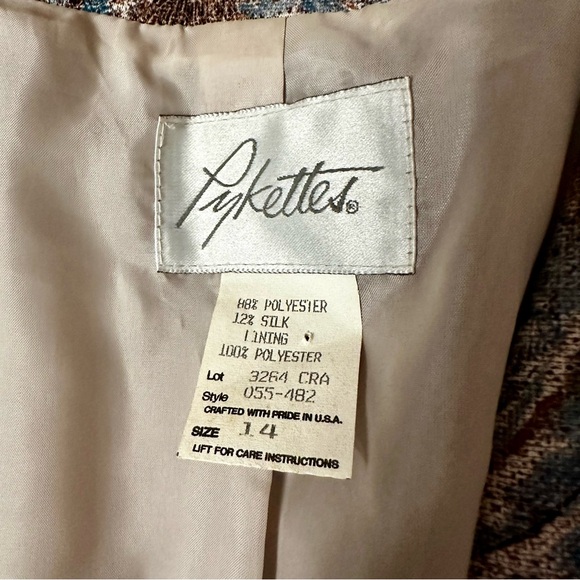 Pykettes®
88% POLYESTER
12% SILK
LINING
100% POLYESTER
Lot 3264 CRA
Style 055-482
CRAFTED WITH PRIDE IN U.S.A.
SIZE 14
LIFT FOR CARE INSTRUCTIONS